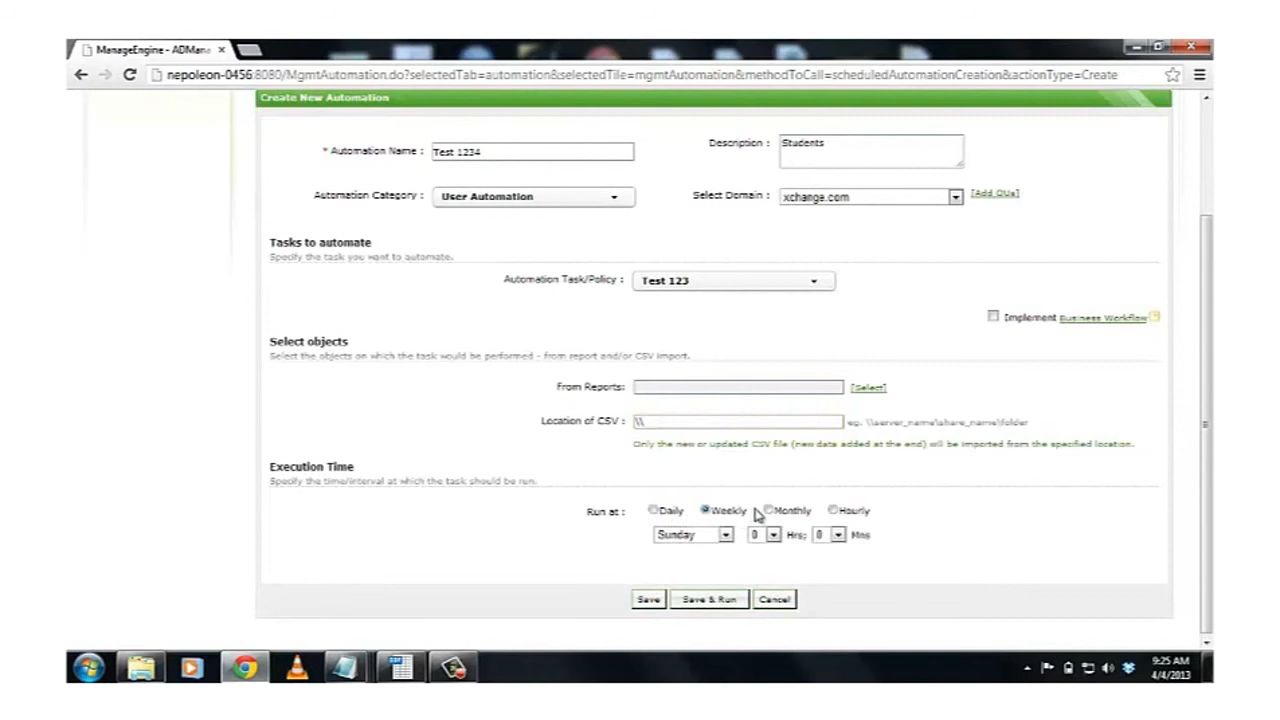 ManageEngine - ADMana
nepoleon-0456:8080/MgmtAutomation.do?selectedTab=automation&selectedTile=mgmtAutomation&methodToCall=scheduledAutomationCreation&actionType=Create
Create New Automation
* Automation Name : Test 1234 Description : Students
Automation Category : User Automation Select Domain : xchange.com [Add OUs]
Tasks to automate
Specify the task you want to automate.
Automation Task/Policy : Test 123
Implement Business Workflow
Select objects
Select the objects on which the task would be performed - from report and/or CSV import.
From Reports: [Select]
Location of CSV : \\ eg. \\server_name\share_name\folder
Only the new or updated CSV file (new data added at the end) will be imported from the specified location.
Execution Time
Specify the time/interval at which the task should be run.
Run at : Daily Weekly Monthly Hourly
Sunday 0 Hrs: 0 Mns
Save Save & Run Cancel
9:25 AM
4/4/2013